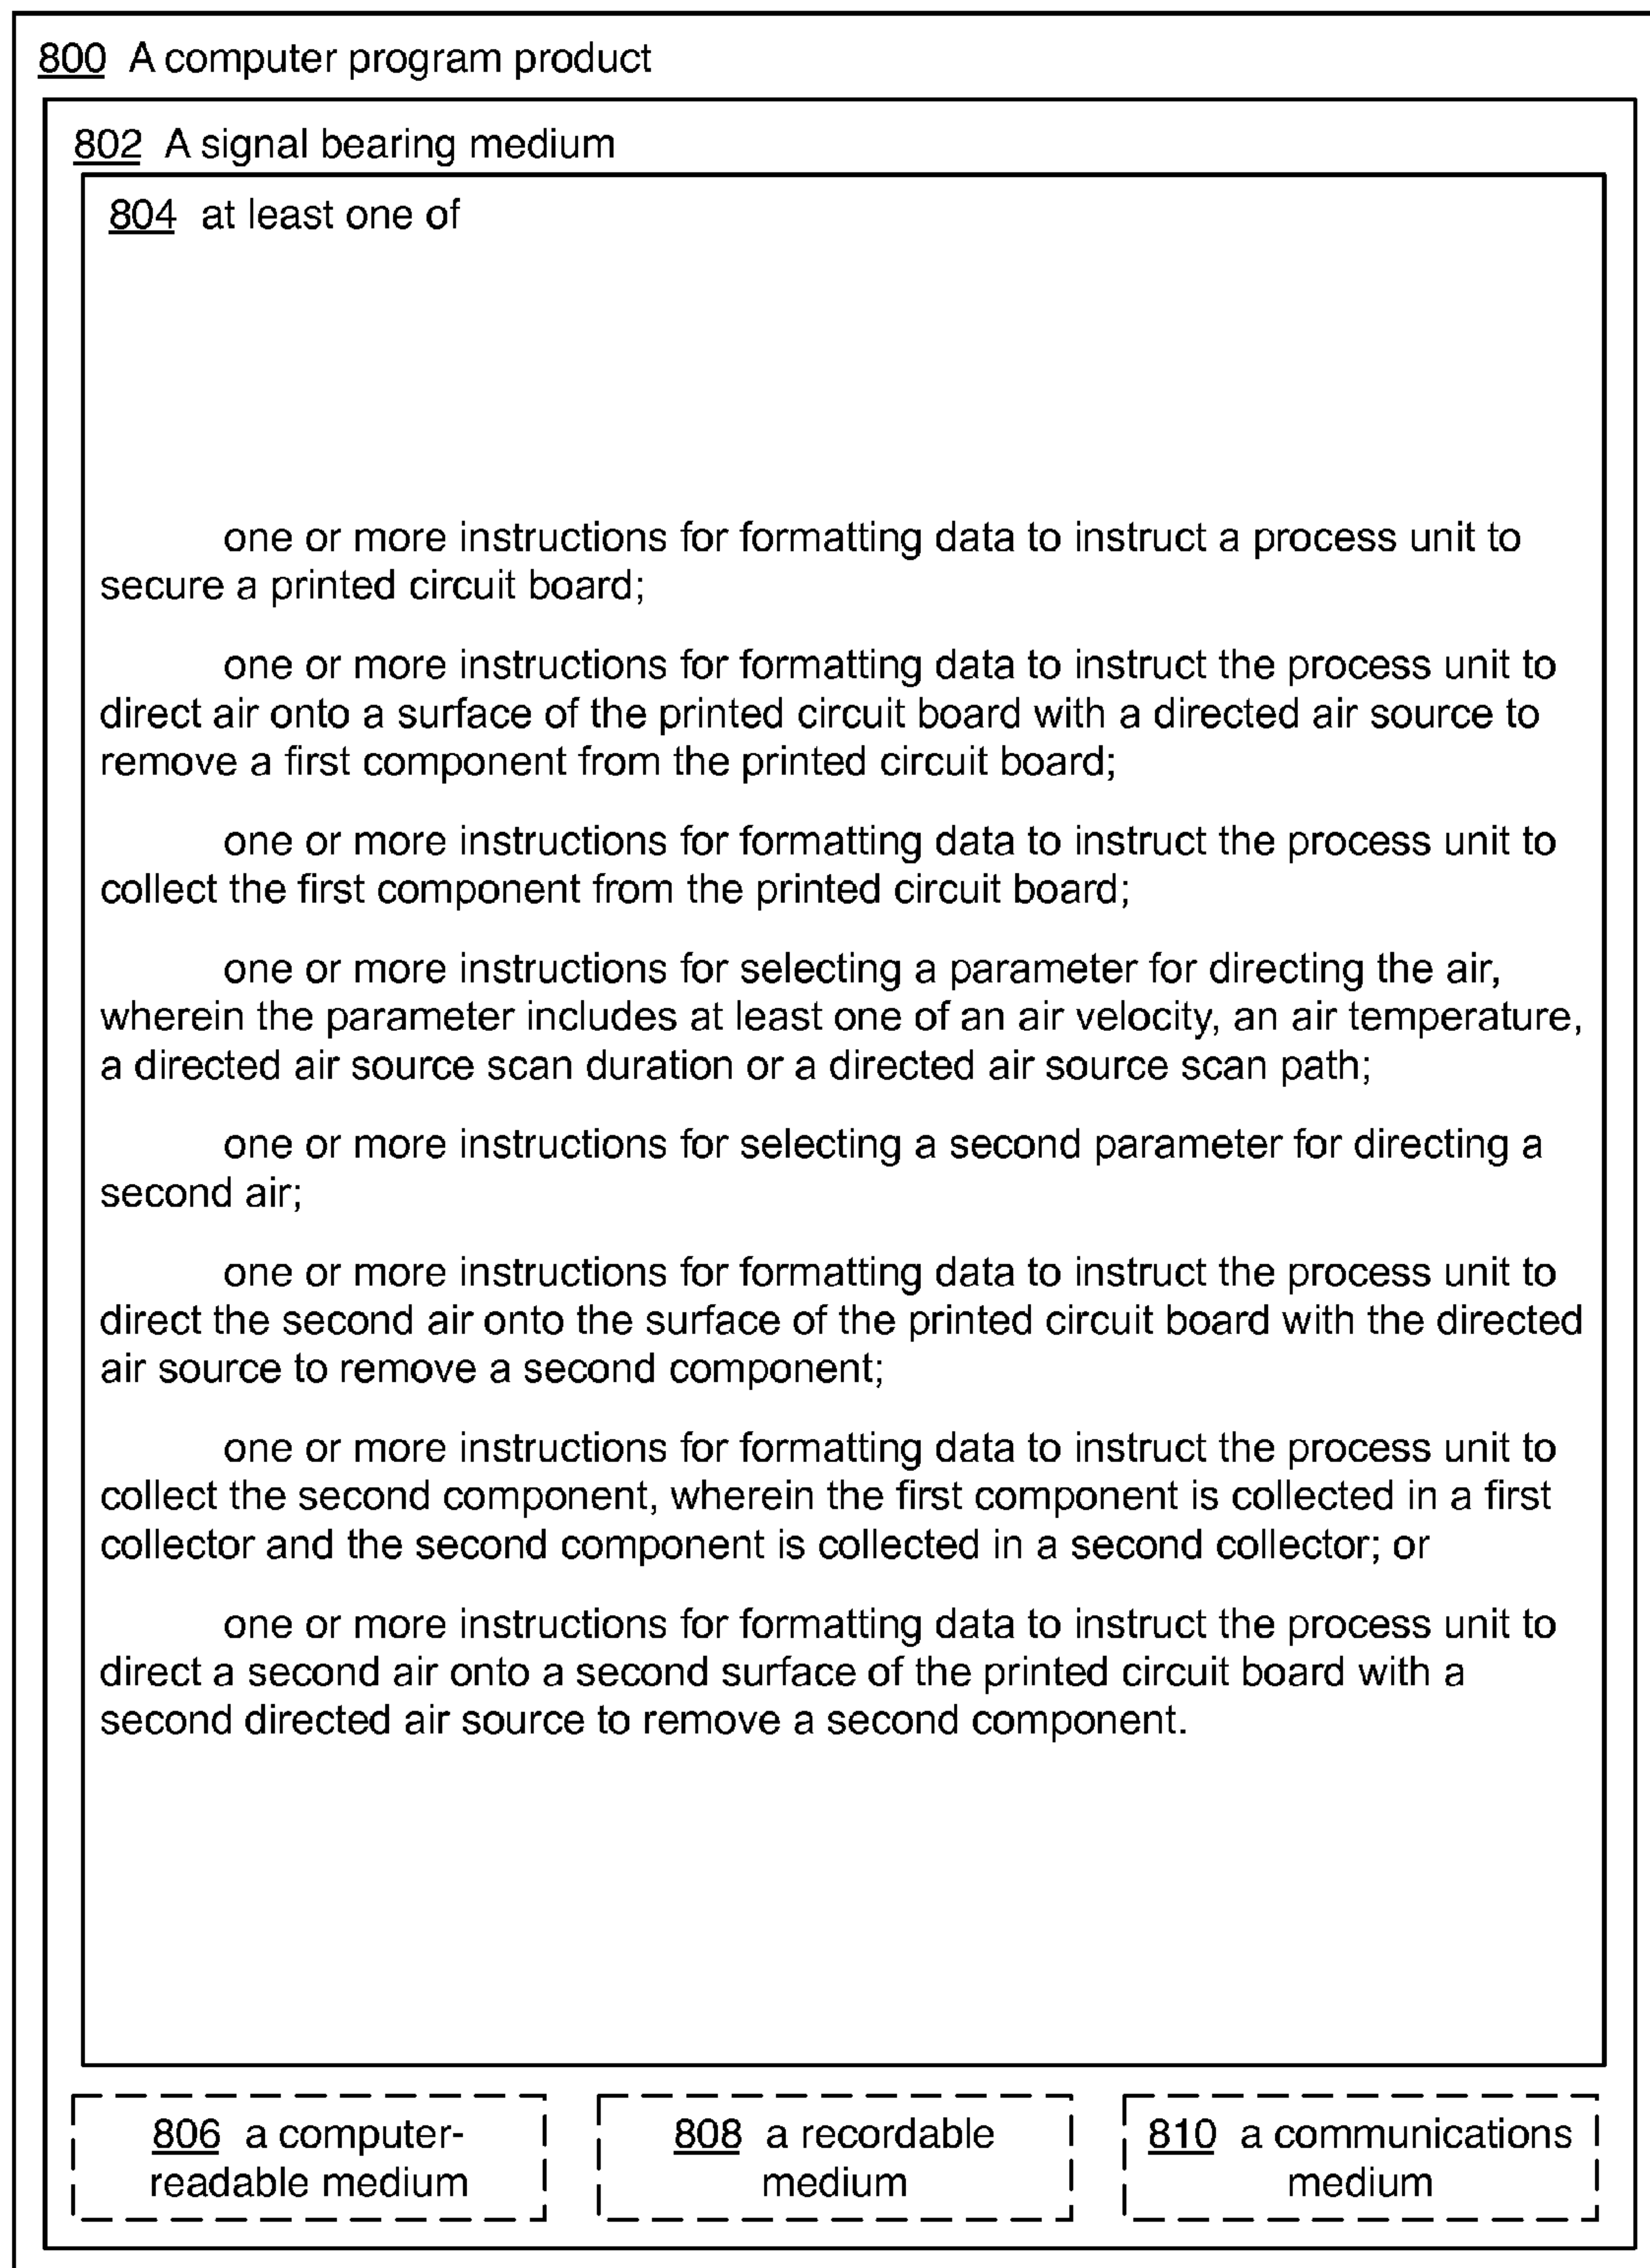 800 A computer program product
802 A signal bearing medium
804 at least one of
one or more instructions for formatting data to instruct a process unit to
secure a printed circuit board;
one or more instructions for formatting data to instruct the process unit to
direct air onto a surface of the printed circuit board with a directed air source to
remove a first component from the printed circuit board;
one or more instructions for formatting data to instruct the process unit to
collect the first component from the printed circuit board;
one or more instructions for selecting a parameter for directing the air,
wherein the parameter includes at least one of an air velocity, an air temperature,
a directed air source scan duration or a directed air source scan path;
one or more instructions for selecting a second parameter for directing a
second air;
one or more instructions for formatting data to instruct the process unit to
direct the second air onto the surface of the printed circuit board with the directed
air source to remove a second component;
one or more instructions for formatting data to instruct the process unit to
collect the second component, wherein the first component is collected in a first
collector and the second component is collected in a second collector; or
one or more instructions for formatting data to instruct the process unit to
direct a second air onto a second surface of the printed circuit board with a
second directed air source to remove a second component.
806 a computer-
readable medium
808 a recordable
medium
810 a communications
medium